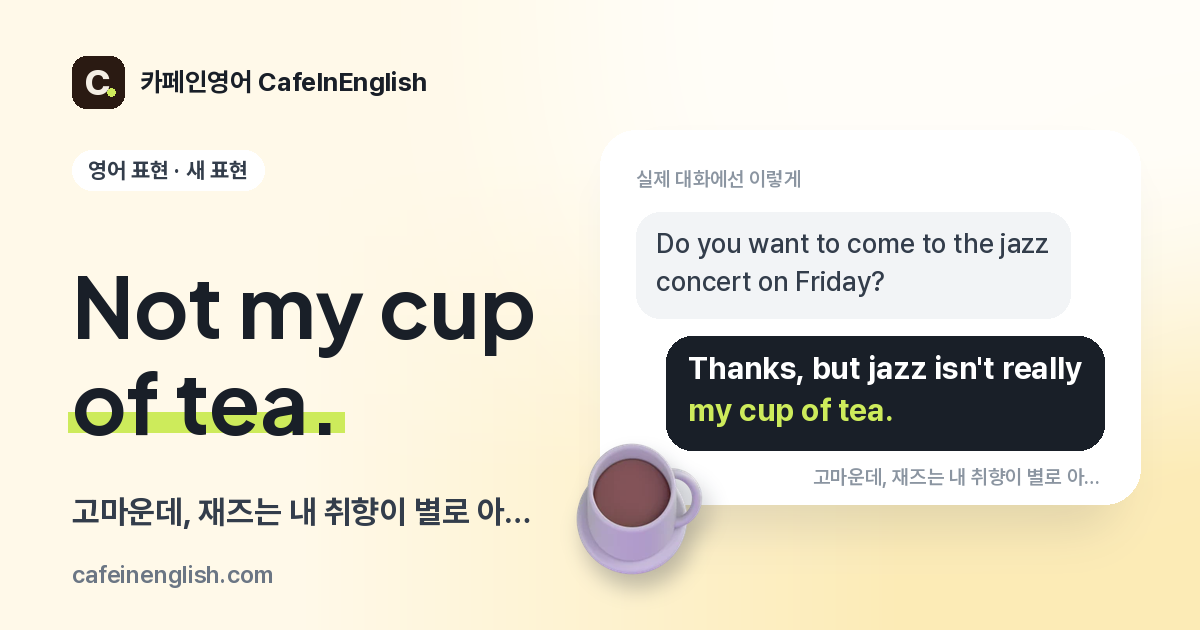 C.
카페인영어 CafeInEnglish
영어 표현 · 새 표현
Not my cup
of tea.
고마운데, 재즈는 내 취향이 별로 아...
cafeinenglish.com
실제 대화에선 이렇게
Do you want to come to the jazz
concert on Friday?
Thanks, but jazz isn't really
my cup of tea.
고마운데, 재즈는 내 취향이 별로 아...